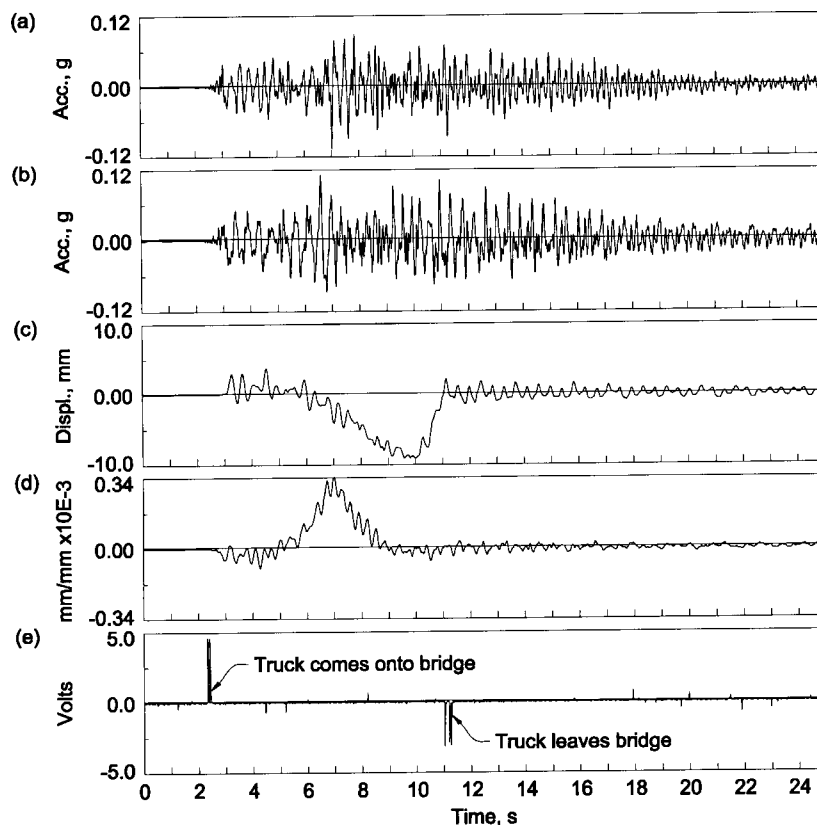 (a)
0.12
0.00
-0.12
Acc., g
(b)
0.12
0.00
-0.12
Acc., g
(c)
10.0
0.00
-10.0
Displ., mm
(d)
0.34
0.00
-0.34
mm/mm x10E-3
(e)
5.0
0.0
-5.0
Volts
Truck comes onto bridge
Truck leaves bridge
0 2 4 6 8 10 12 14 16 18 20 22 24
Time, s